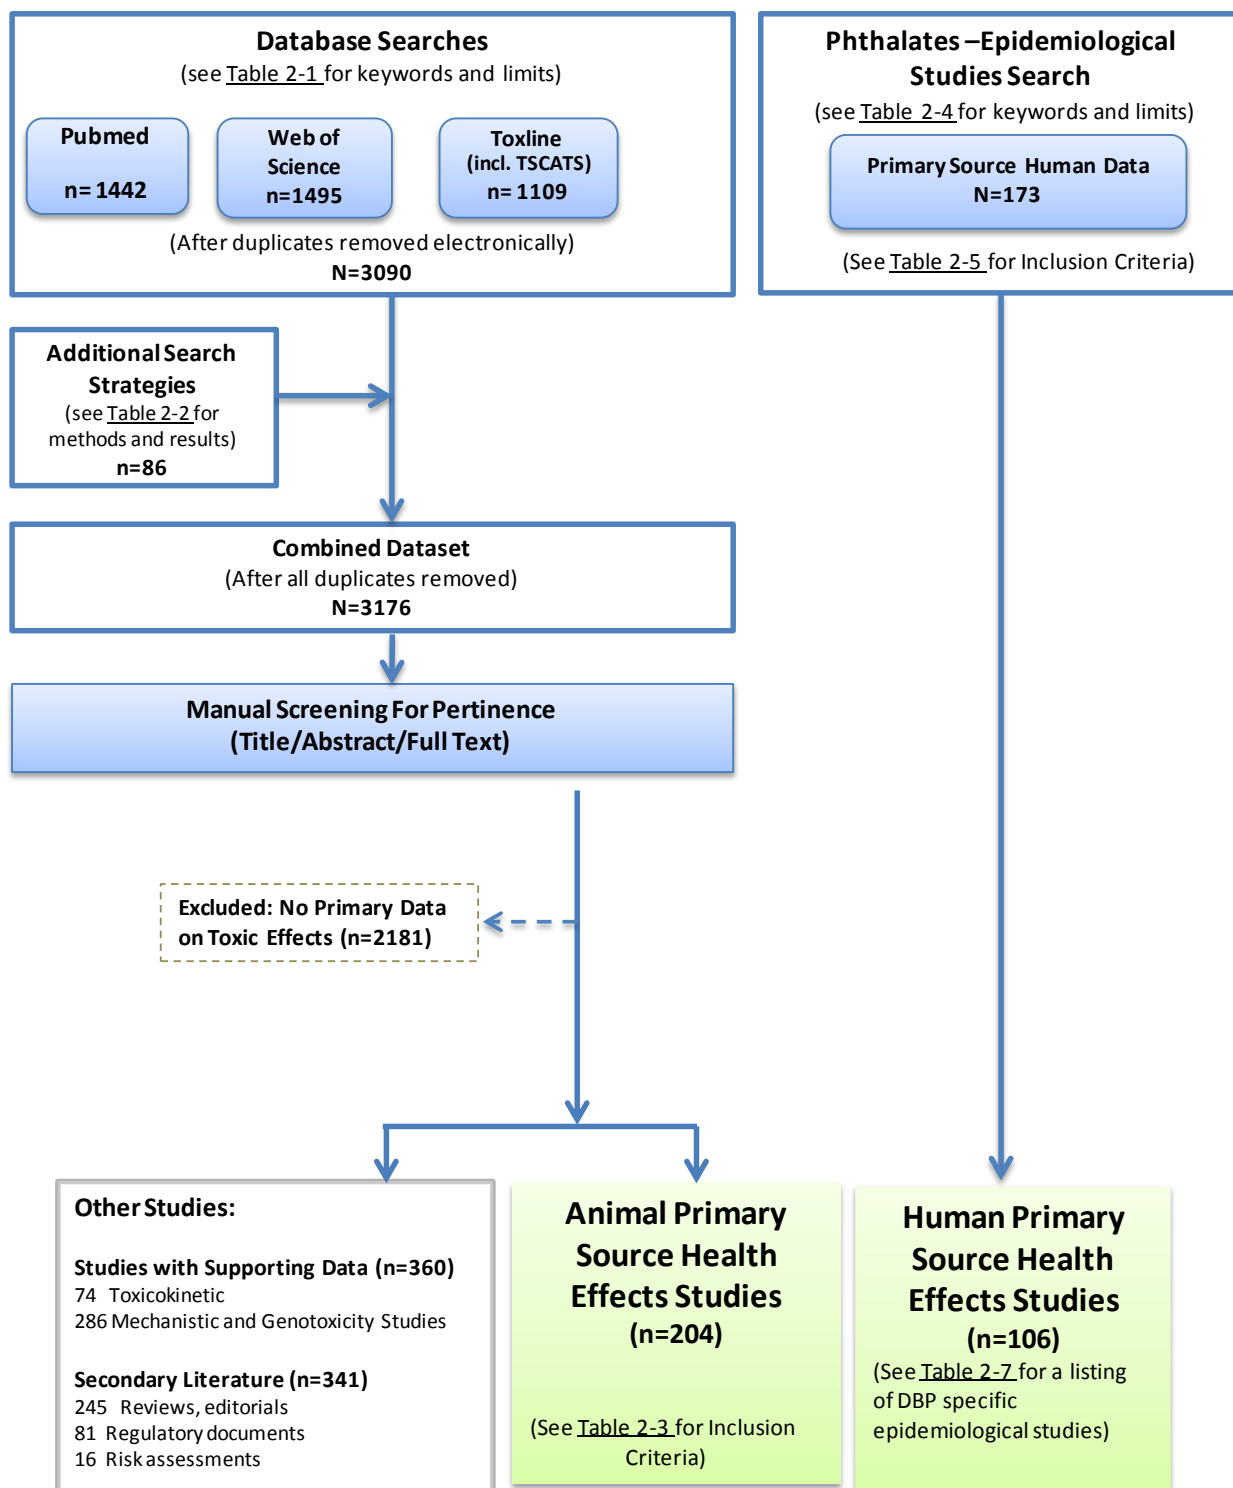 Database Searches
(see Table 2-1 for keywords and limits)
Pubmed
n= 1442
Web of
Science
n=1495
Toxline
(incl. TSCATS)
n= 1109
(After duplicates removed electronically)
N=3090
Phthalates –Epidemiological
Studies Search
(see Table 2-4 for keywords and limits)
Primary Source Human Data
N=173
(See Table 2-5 for Inclusion Criteria)
Additional Search
Strategies
(see Table 2-2 for
methods and results)
n=86
Combined Dataset
(After all duplicates removed)
N=3176
Manual Screening For Pertinence
(Title/Abstract/Full Text)
Excluded: No Primary Data
on Toxic Effects (n=2181)
Other Studies:
Studies with Supporting Data (n=360)
74 Toxicokinetic
286 Mechanistic and Genotoxicity Studies
Secondary Literature (n=341)
245 Reviews, editorials
81 Regulatory documents
16 Risk assessments
Animal Primary
Source Health
Effects Studies
(n=204)
(See Table 2-3 for Inclusion
Criteria)
Human Primary
Source Health
Effects Studies
(n=106)
(See Table 2-7 for a listing
of DBP specific
epidemiological studies)